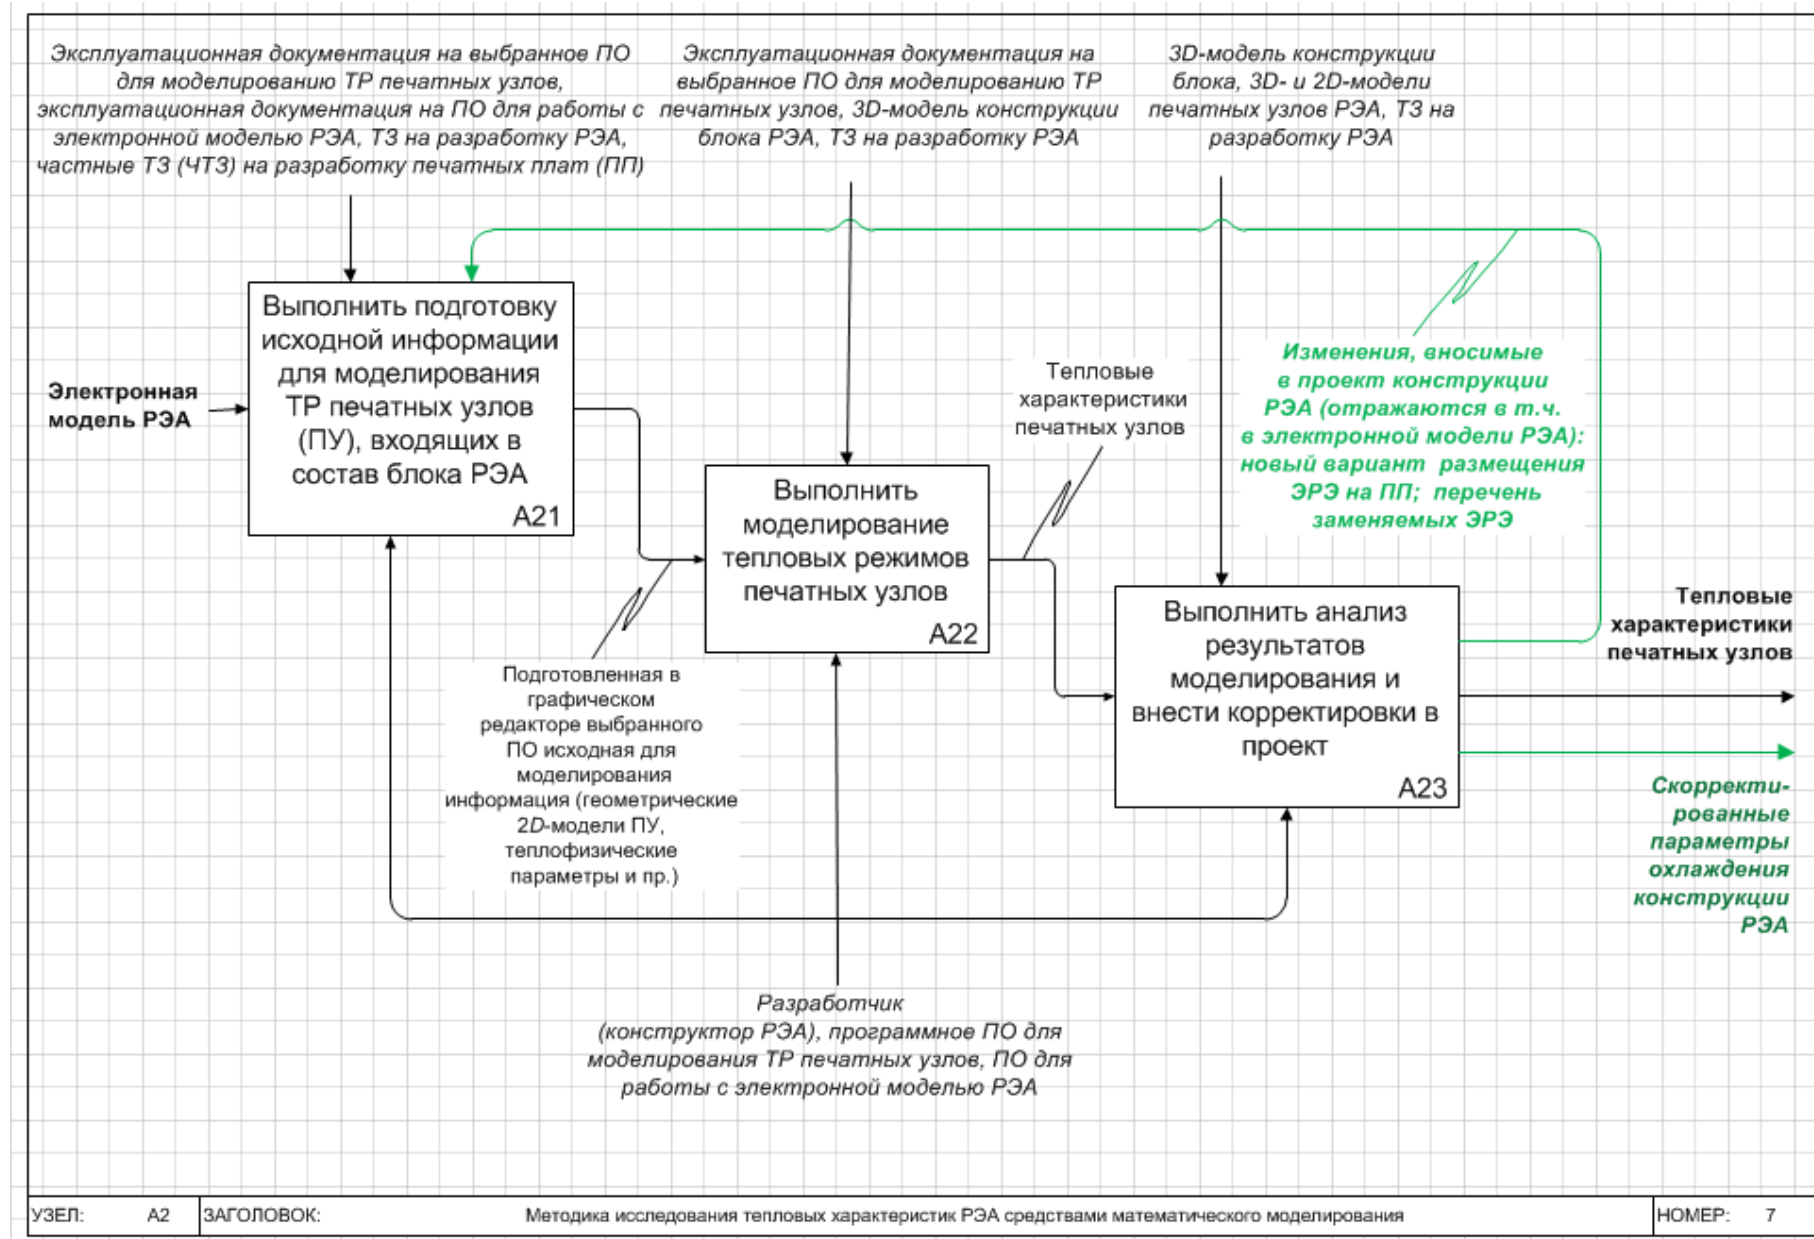 Эксплуатационная документация на выбранное ПО
для моделированию ТР печатных узлов,
эксплуатационная документация на ПО для работы с
электронной моделью РЭА, ТЗ на разработку РЭА,
частные ТЗ (ЧТЗ) на разработку печатных плат (ПП)
Эксплуатационная документация на
выбранное ПО для моделированию ТР
печатных узлов, 3D-модель конструкции
блока РЭА, ТЗ на разработку РЭА
3D-модель конструкции
блока, 3D- и 2D-модели
печатных узлов РЭА, ТЗ на
разработку РЭА
Электронная
модель РЭА
Выполнить подготовку
исходной информации
для моделирования
ТР печатных узлов
(ПУ), входящих в
состав блока РЭА
А21
Тепловые
характеристики
печатных узлов
Изменения, вносимые
в проект конструкции
РЭА (отражаются в т.ч.
в электронной модели РЭА):
новый вариант размещения
ЭРЭ на ПП; перечень
заменяемых ЭРЭ
Выполнить
моделирование
тепловых режимов
печатных узлов
А22
Выполнить анализ
результатов
моделирования и
внести корректировки в
проект
А23
Тепловые
характеристики
печатных узлов
Подготовленная в
графическом
редакторе выбранного
ПО исходная для
моделирования
информация (геометрические
2D-модели ПУ,
теплофизические
параметры и пр.)
Скорректи-
рованные
параметры
охлаждения
конструкции
РЭА
Разработчик
(конструктор РЭА), программное ПО для
моделирования ТР печатных узлов, ПО для
работы с электронной моделью РЭА
УЗЕЛ: А2 ЗАГОЛОВОК: Методика исследования тепловых характеристик РЭА средствами математического моделирования НОМЕР: 7